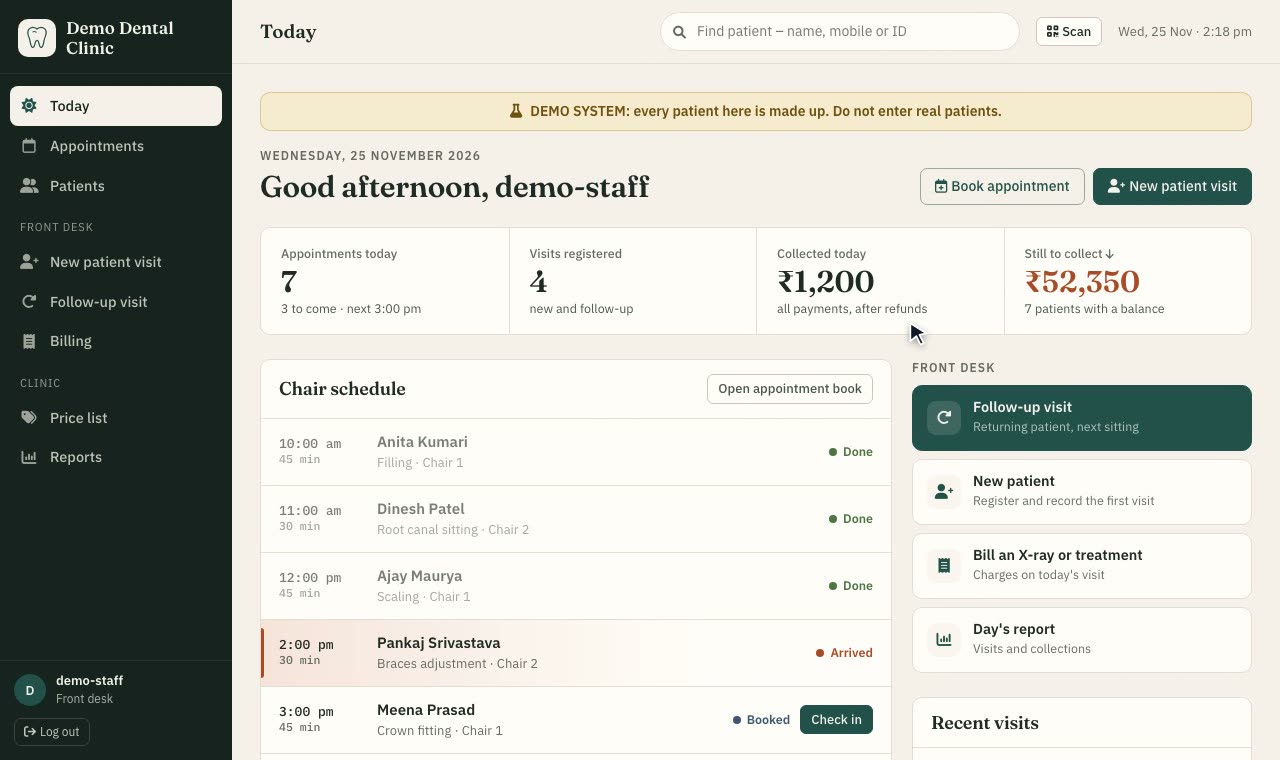 Demo Dental
Clinic
Today
Appointments
Patients
FRONT DESK
New patient visit
Follow-up visit
Billing
CLINIC
Price list
Reports
D
demo-staff
Front desk
Log out
Today
Find patient – name, mobile or ID
Scan
Wed, 25 Nov · 2:18 pm
DEMO SYSTEM: every patient here is made up. Do not enter real patients.
WEDNESDAY, 25 NOVEMBER 2026
Good afternoon, demo-staff
Book appointment
New patient visit
Appointments today
7
3 to come · next 3:00 pm
Visits registered
4
new and follow-up
Collected today
₹1,200
all payments, after refunds
Still to collect ↓
₹52,350
7 patients with a balance
Chair schedule
Open appointment book
10:00 am
45 min
Anita Kumari
Filling · Chair 1
Done
11:00 am
30 min
Dinesh Patel
Root canal sitting · Chair 2
Done
12:00 pm
45 min
Ajay Maurya
Scaling · Chair 1
Done
2:00 pm
30 min
Pankaj Srivastava
Braces adjustment · Chair 2
Arrived
3:00 pm
45 min
Meena Prasad
Crown fitting · Chair 1
Booked
Check in
FRONT DESK
Follow-up visit
Returning patient, next sitting
New patient
Register and record the first visit
Bill an X-ray or treatment
Charges on today's visit
Day's report
Visits and collections
Recent visits